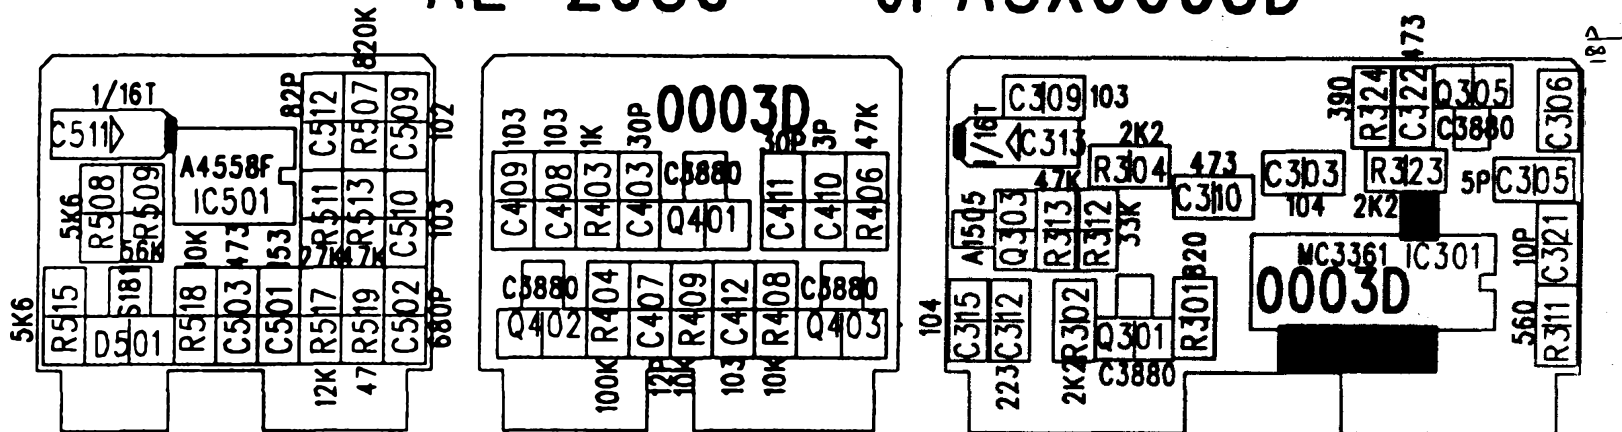 820K
1/16T 82P
C511 C512 R507 C509 102
A4558F
IC501
5K6 R508 R509 R511 R513 C510 103
56K 10K 473 153 27K 47K
5K6 R515 S181 R518 C503 C501 R517 R519 C502 680P
D501
12K 47
0003D
103 103 1K 30P 30P 3P 47K
C409 C408 R403 C403 C3880 C411 C410 R406
Q401
C3880 R404 C407 R409 C412 R408 C3880
Q402 Q403
100K 12P 10K 103 10K
473 18P
C309 103 390 R324 C322 Q305 C306
1/16T C313 2K2 C3880
R304 473 C303 R323 5P C305
47K C310 104 2K2
A1505 Q303 R313 R312 33K
MC3361 IC301 10P C321
820 0003D
104 C315 C312 R302 Q301 R301 560 R311
223 2K2 C3880